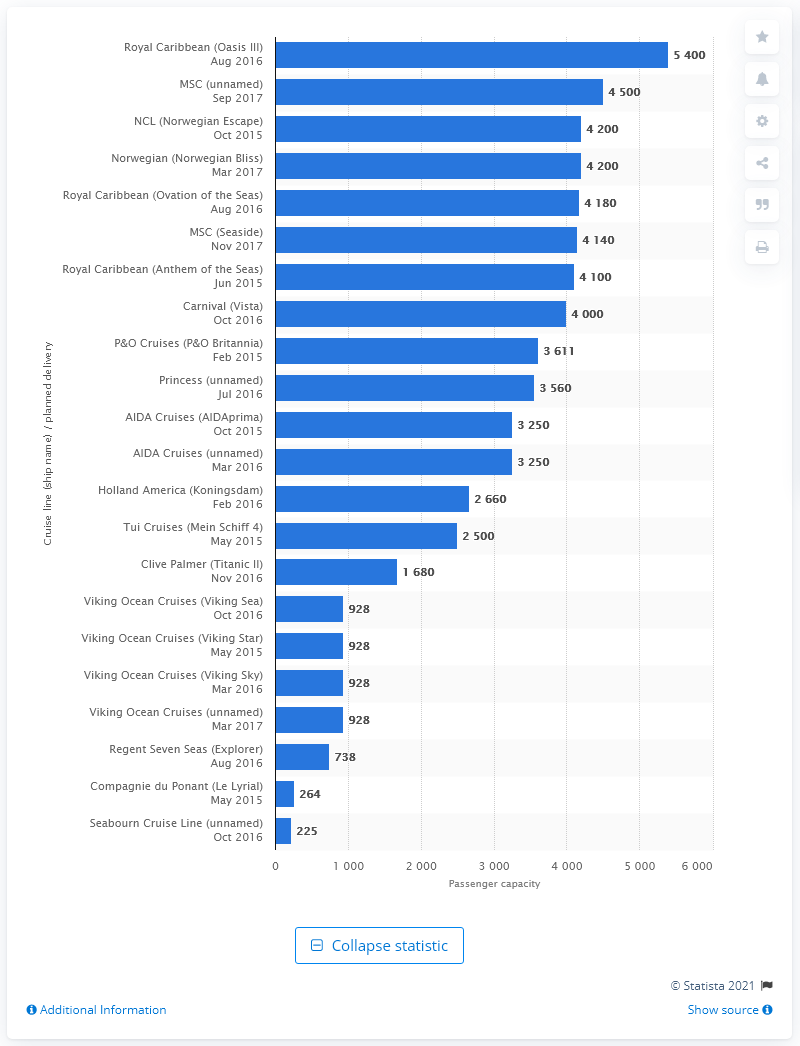 Royal Caribbean (Oasis III)
Aug 2016
5 400
MSC (unnamed)
Sep 2017
4 500
NCL (Norwegian Escape)
Oct 2015
4 200
Norwegian (Norwegian Bliss)
Mar 2017
4 200
Royal Caribbean (Ovation of the Seas)
Aug 2016
4 180
MSC (Seaside)
Nov 2017
4 140
Royal Caribbean (Anthem of the Seas)
Jun 2015
4 100
Carnival (Vista)
Oct 2016
4 000
P&O Cruises (P&O Britannia)
Feb 2015
3 611
Princess (unnamed)
Jul 2016
3 560
AIDA Cruises (AIDAprima)
Oct 2015
3 250
AIDA Cruises (unnamed)
Mar 2016
3 250
Holland America (Koningsdam)
Feb 2016
2 660
Tui Cruises (Mein Schiff 4)
May 2015
2 500
Clive Palmer (Titanic II)
Nov 2016
1 680
Viking Ocean Cruises (Viking Sea)
Oct 2016
928
Viking Ocean Cruises (Viking Star)
May 2015
928
Viking Ocean Cruises (Viking Sky)
Mar 2016
928
Viking Ocean Cruises (unnamed)
Mar 2017
928
Regent Seven Seas (Explorer)
Aug 2016
738
Compagnie du Ponant (Le Lyrial)
May 2015
264
Seabourn Cruise Line (unnamed)
Oct 2016
225
Cruise line (ship name) / planned delivery
0 1 000 2 000 3 000 4 000 5 000 6 000
Passenger capacity
Collapse statistic
© Statista 2021
Additional Information
Show source